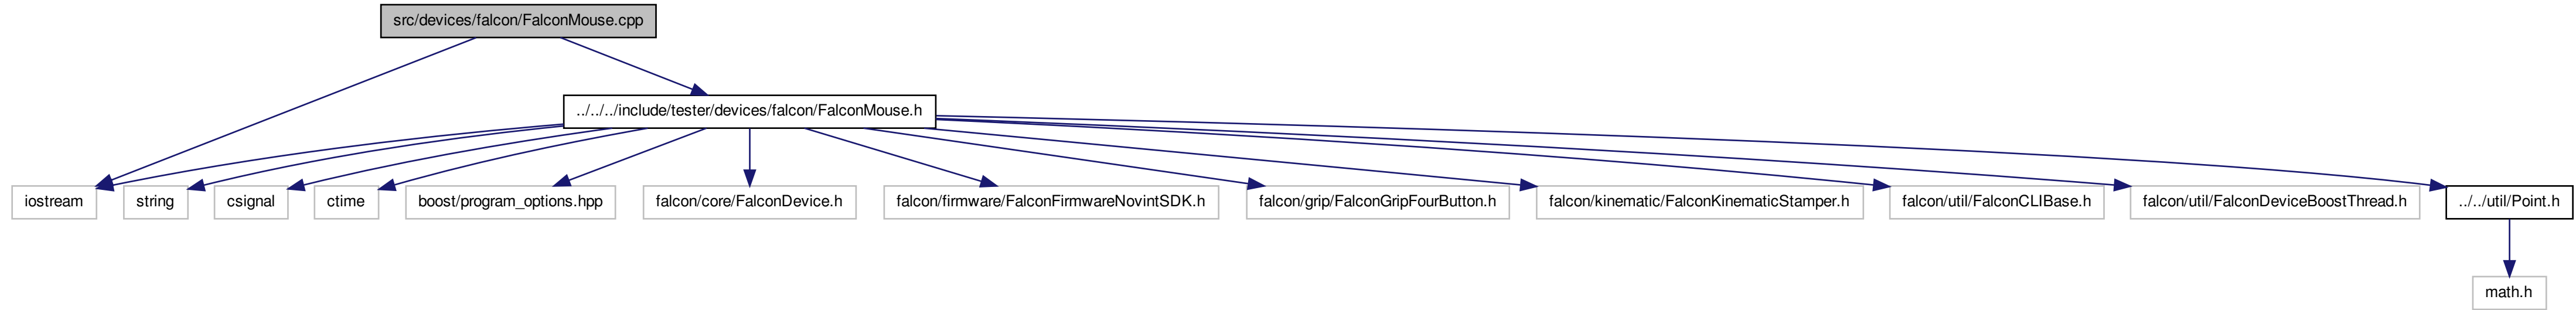 src/devices/falcon/FalconMouse.cpp
../../../include/tester/devices/falcon/FalconMouse.h
iostream
string
csignal
ctime
boost/program_options.hpp
falcon/core/FalconDevice.h
falcon/firmware/FalconFirmwareNovintSDK.h
falcon/grip/FalconGripFourButton.h
falcon/kinematic/FalconKinematicStamper.h
falcon/util/FalconCLIBase.h
falcon/util/FalconDeviceBoostThread.h
../../util/Point.h
math.h